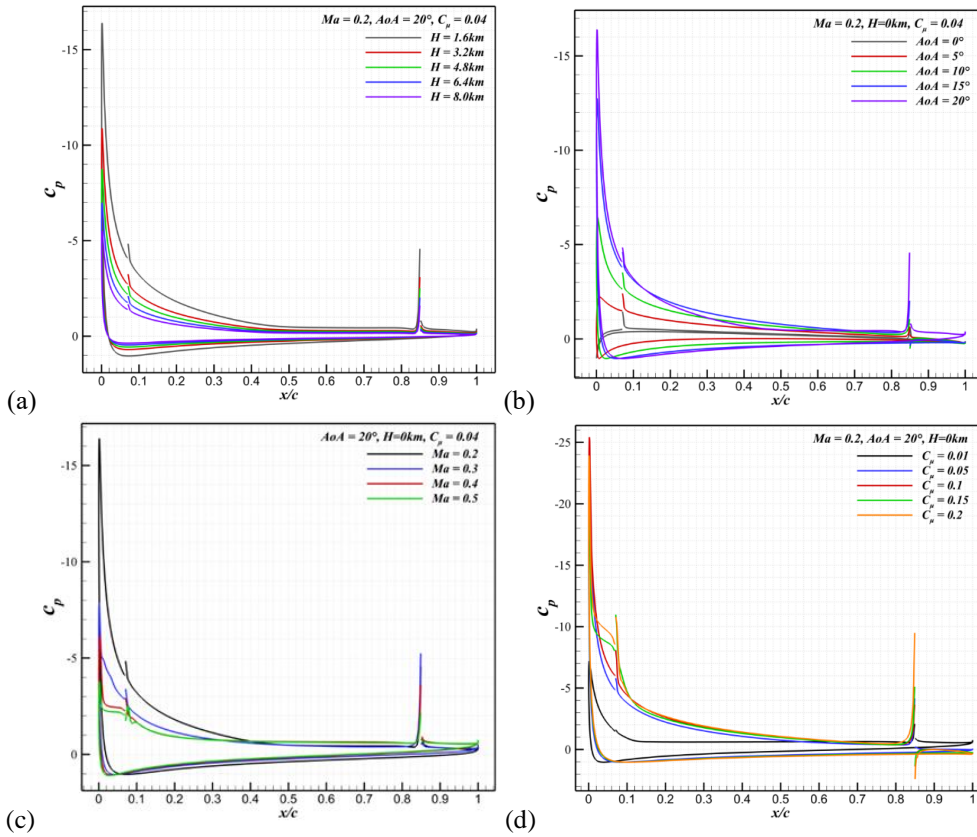 Ma = 0.2, AoA = 20°, Cμ = 0.04
H = 1.6km
H = 3.2km
H = 4.8km
H = 6.4km
H = 8.0km
-15
-10
-5
0
cp
0 0.1 0.2 0.3 0.4 0.5 0.6 0.7 0.8 0.9 1
x/c
(a)
Ma = 0.2, H=0km, Cμ = 0.04
AoA = 0°
AoA = 5°
AoA = 10°
AoA = 15°
AoA = 20°
-15
-10
-5
0
cp
0 0.1 0.2 0.3 0.4 0.5 0.6 0.7 0.8 0.9 1
x/c
(b)
AoA = 20°, H=0km, Cμ = 0.04
Ma = 0.2
Ma = 0.3
Ma = 0.4
Ma = 0.5
-15
-10
-5
0
cp
0 0.1 0.2 0.3 0.4 0.5 0.6 0.7 0.8 0.9 1
x/c
(c)
Ma = 0.2, AoA = 20°, H=0km
Cμ = 0.01
Cμ = 0.05
Cμ = 0.1
Cμ = 0.15
Cμ = 0.2
-25
-20
-15
-10
-5
0
cp
0 0.1 0.2 0.3 0.4 0.5 0.6 0.7 0.8 0.9 1
x/c
(d)